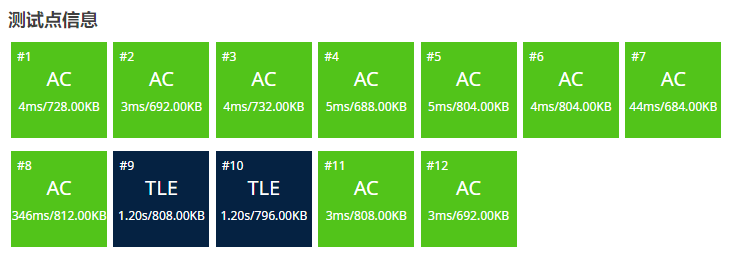 测试点信息
#1
AC
4ms/728.00KB
#2
AC
3ms/692.00KB
#3
AC
4ms/732.00KB
#4
AC
5ms/688.00KB
#5
AC
5ms/804.00KB
#6
AC
4ms/804.00KB
#7
AC
44ms/684.00KB
#8
AC
346ms/812.00KB
#9
TLE
1.20s/808.00KB
#10
TLE
1.20s/796.00KB
#11
AC
3ms/808.00KB
#12
AC
3ms/692.00KB